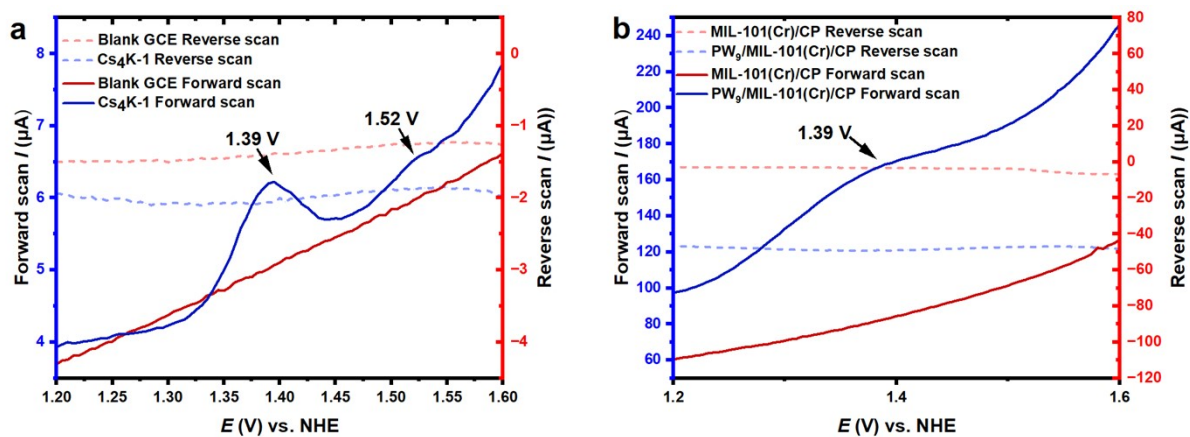 a
Blank GCE Reverse scan
Cs₄K-1 Reverse scan
Blank GCE Forward scan
Cs₄K-1 Forward scan
1.39 V
1.52 V
Forward scan / (μA)
8
7
6
5
4
Reverse scan / (μA)
0
−1
−2
−3
−4
1.20 1.25 1.30 1.35 1.40 1.45 1.50 1.55 1.60
E (V) vs. NHE
b
MIL-101(Cr)/CP Reverse scan
PW₉/MIL-101(Cr)/CP Reverse scan
MIL-101(Cr)/CP Forward scan
PW₉/MIL-101(Cr)/CP Forward scan
1.39 V
Forward scan / (μA)
240
220
200
180
160
140
120
100
80
60
Reverse scan / (μA)
80
60
40
20
0
−20
−40
−60
−80
−100
−120
1.2 1.4 1.6
E (V) vs. NHE